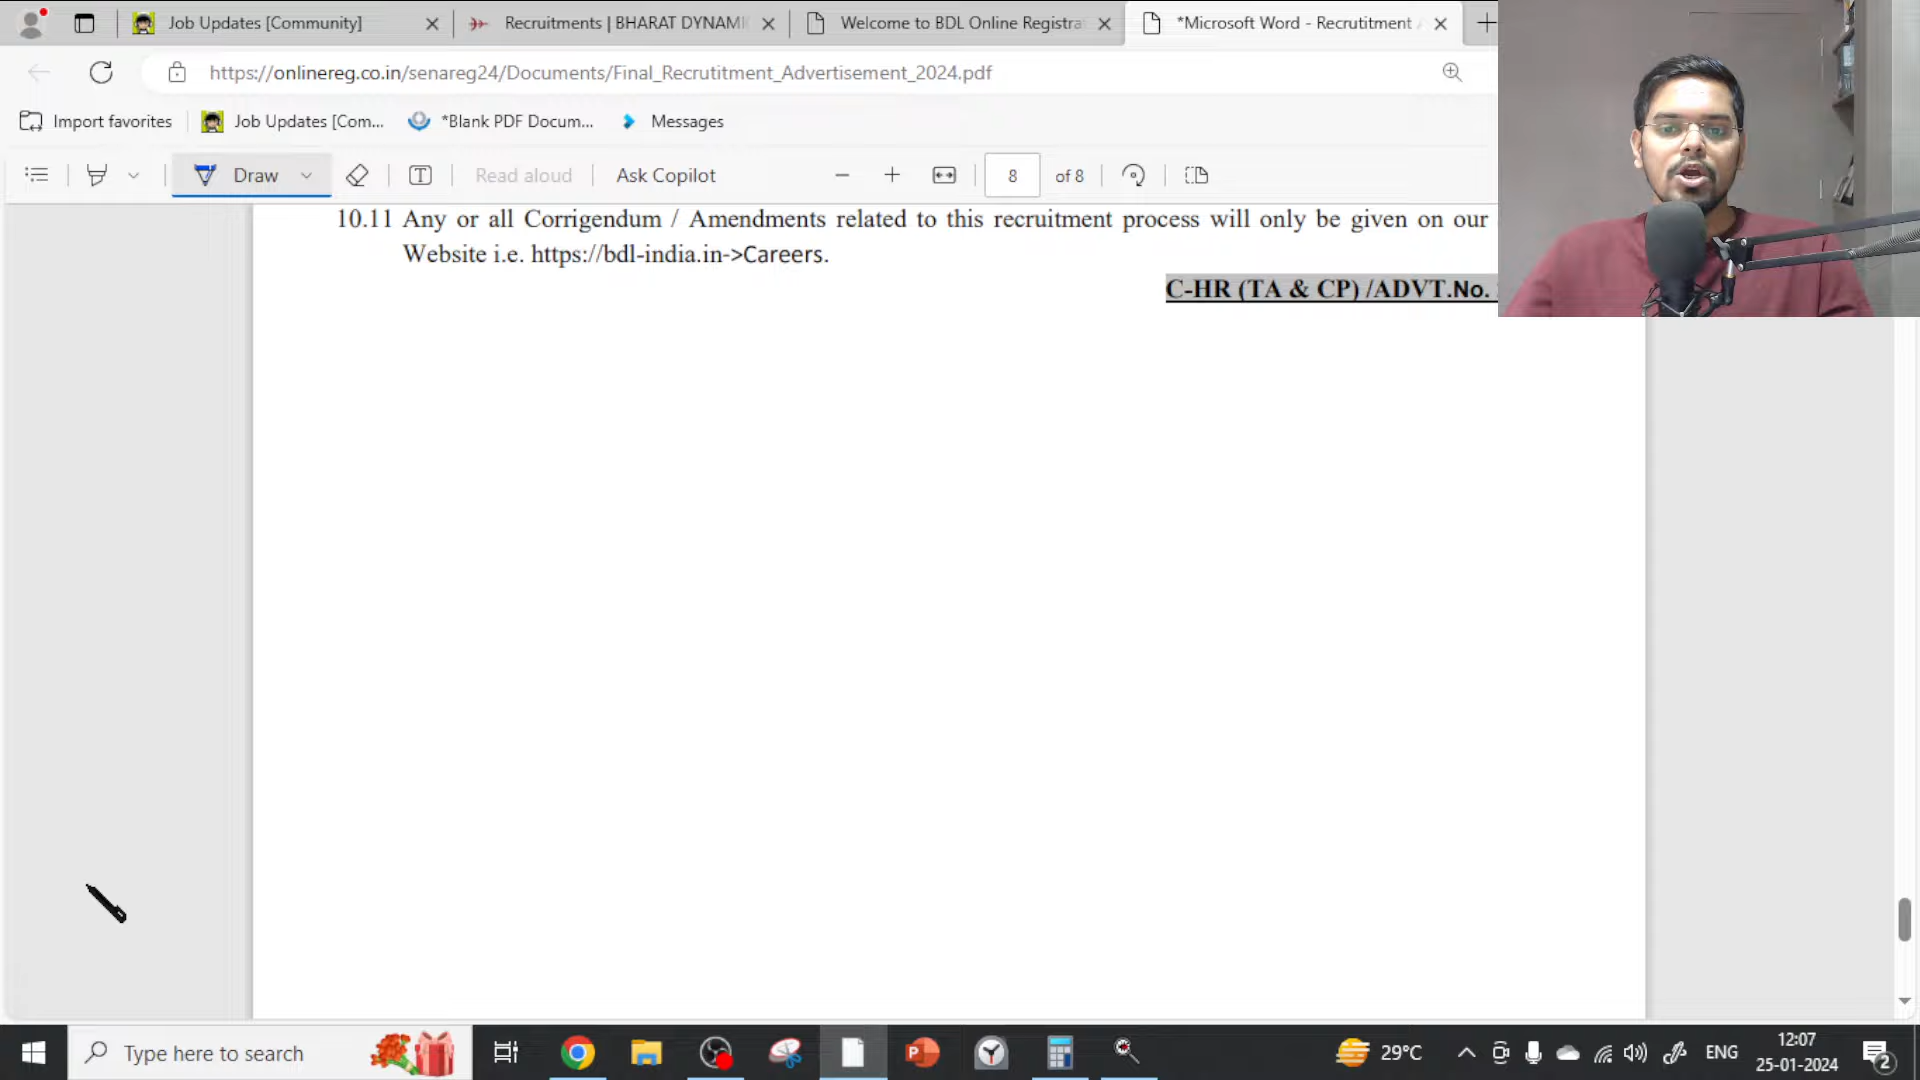 Job Updates [Community]
Recruitments | BHARAT DYNAMI
Welcome to BDL Online Registra
*Microsoft Word - Recrutitment
https://onlinereg.co.in/senareg24/Documents/Final_Recrutitment_Advertisement_2024.pdf
Import favorites
Job Updates [Com...
*Blank PDF Docum...
Messages
Draw
Read aloud
Ask Copilot
8
of 8
10.11 Any or all Corrigendum / Amendments related to this recruitment process will only be given on our
Website i.e. https://bdl-india.in->Careers.
C-HR (TA & CP) /ADVT.No.
Type here to search
29°C
ENG
12:07
25-01-2024
2